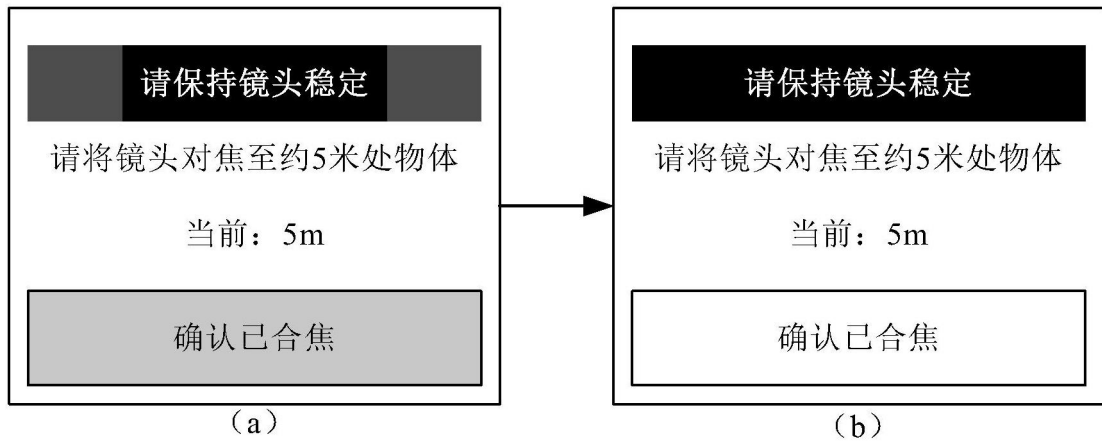 请保持镜头稳定
请将镜头对焦至约5米处物体
当前：5m
确认已合焦
（a）
请保持镜头稳定
请将镜头对焦至约5米处物体
当前：5m
确认已合焦
（b）